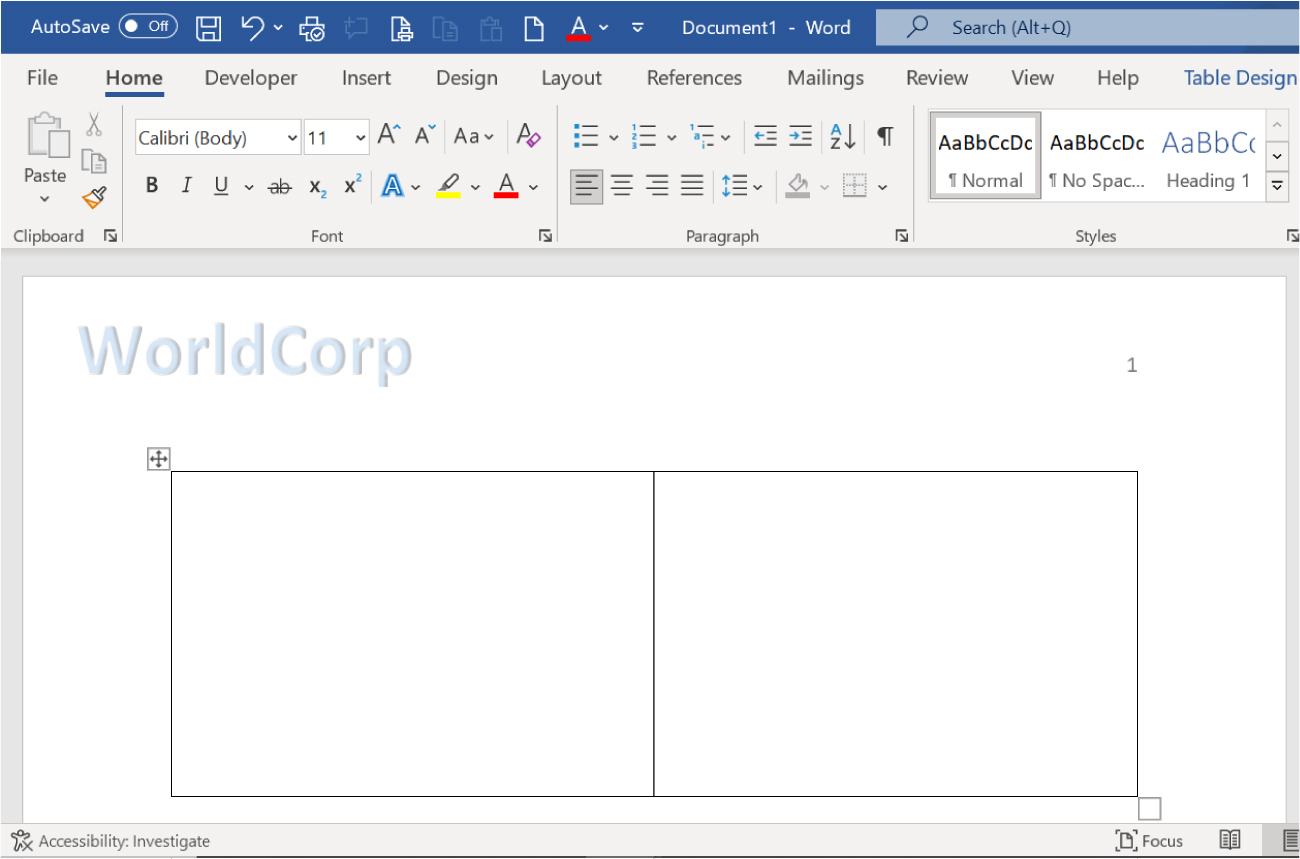 AutoSave Off Document1 - Word Search (Alt+Q)
File Home Developer Insert Design Layout References Mailings Review View Help Table Design
Calibri (Body) 11 A A Aa A AaBbCcDc AaBbCcDc AaBbCc
Paste B I U ab x2 x2 A A ¶ Normal ¶ No Spac... Heading 1
Clipboard Font Paragraph Styles
WorldCorp
1
Accessibility: Investigate Focus